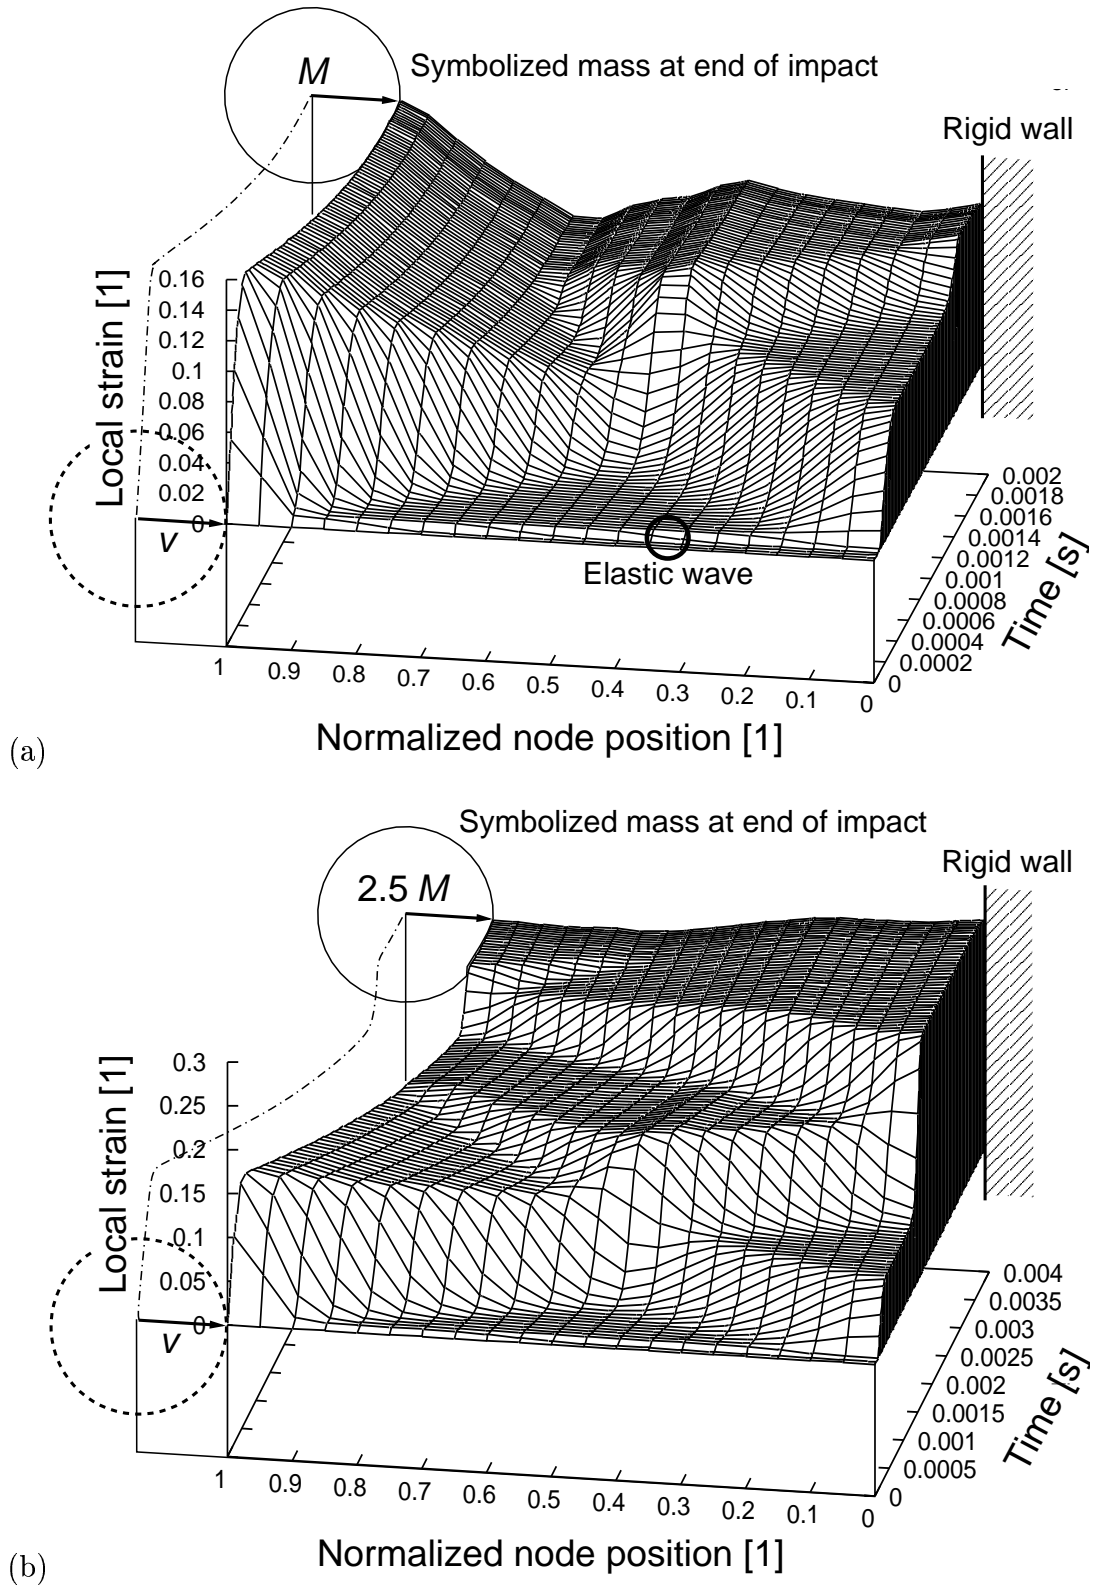 M
Symbolized mass at end of impact
Rigid wall
Local strain [1]
0.16
0.14
0.12
0.1
0.08
0.06
0.04
0.02
0
v
Elastic wave
0.002
0.0018
0.0016
0.0014
0.0012
0.001
0.0008
0.0006
0.0004
0.0002
0
Time [s]
1 0.9 0.8 0.7 0.6 0.5 0.4 0.3 0.2 0.1 0
Normalized node position [1]
(a)
Symbolized mass at end of impact
Rigid wall
2.5 M
Local strain [1]
0.3
0.25
0.2
0.15
0.1
0.05
0
v
0.004
0.0035
0.003
0.0025
0.002
0.0015
0.001
0.0005
0
Time [s]
1 0.9 0.8 0.7 0.6 0.5 0.4 0.3 0.2 0.1 0
Normalized node position [1]
(b)